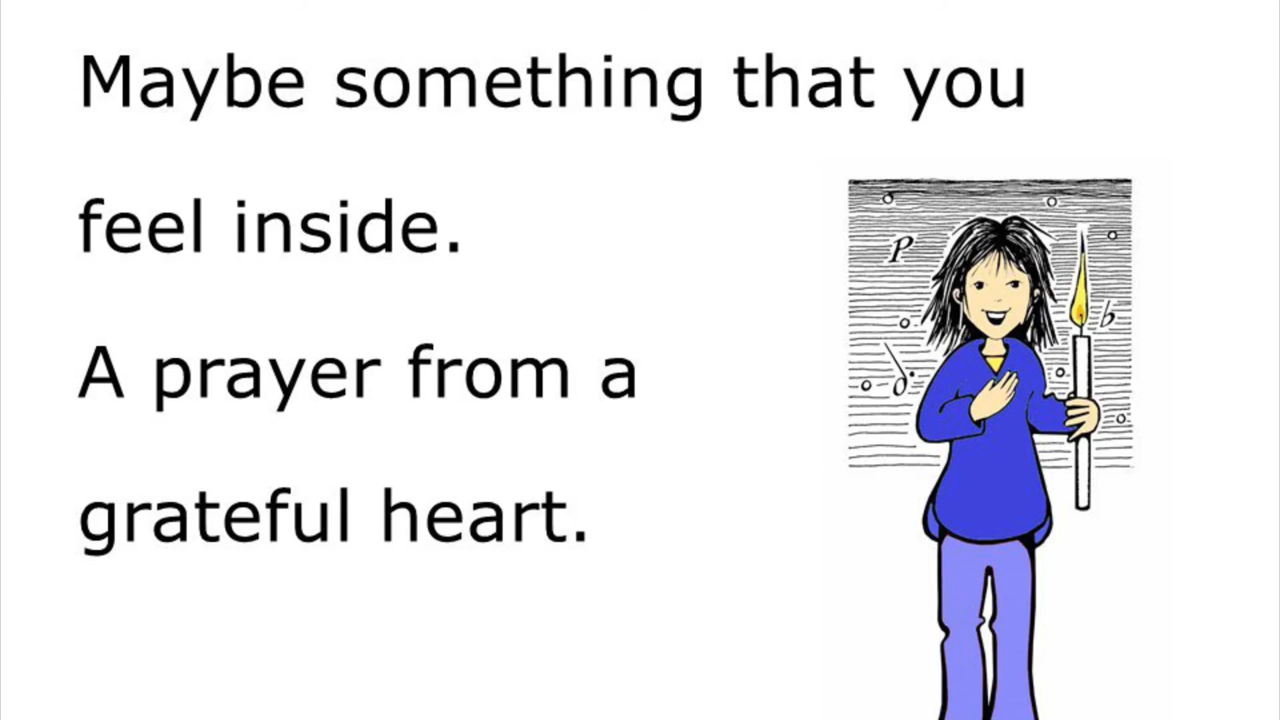 Maybe something that you
feel inside.
A prayer from a
grateful heart.
P
b
d